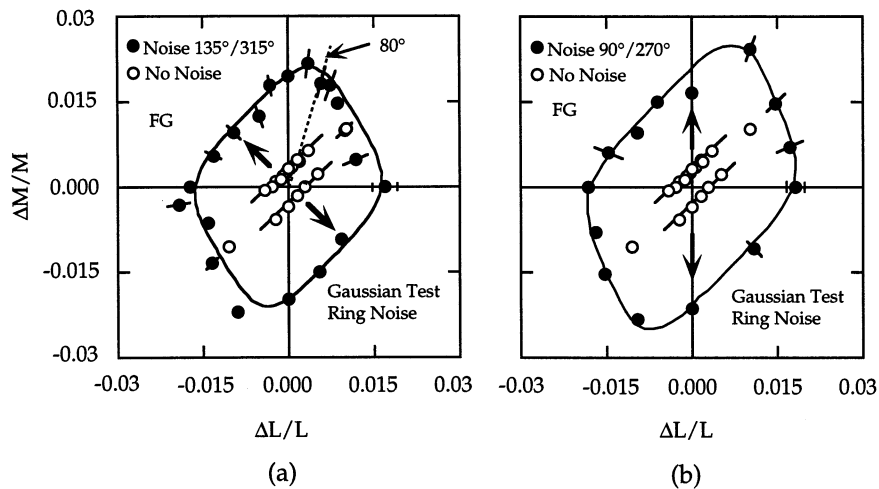 0.03
0.015
0.000
-0.015
-0.03
ΔM/M
Noise 135°/315°
No Noise
FG
80°
Gaussian Test
Ring Noise
-0.03 -0.015 0.000 0.015 0.03
ΔL/L
(a)
Noise 90°/270°
No Noise
FG
Gaussian Test
Ring Noise
-0.03 -0.015 0.000 0.015 0.03
ΔL/L
(b)